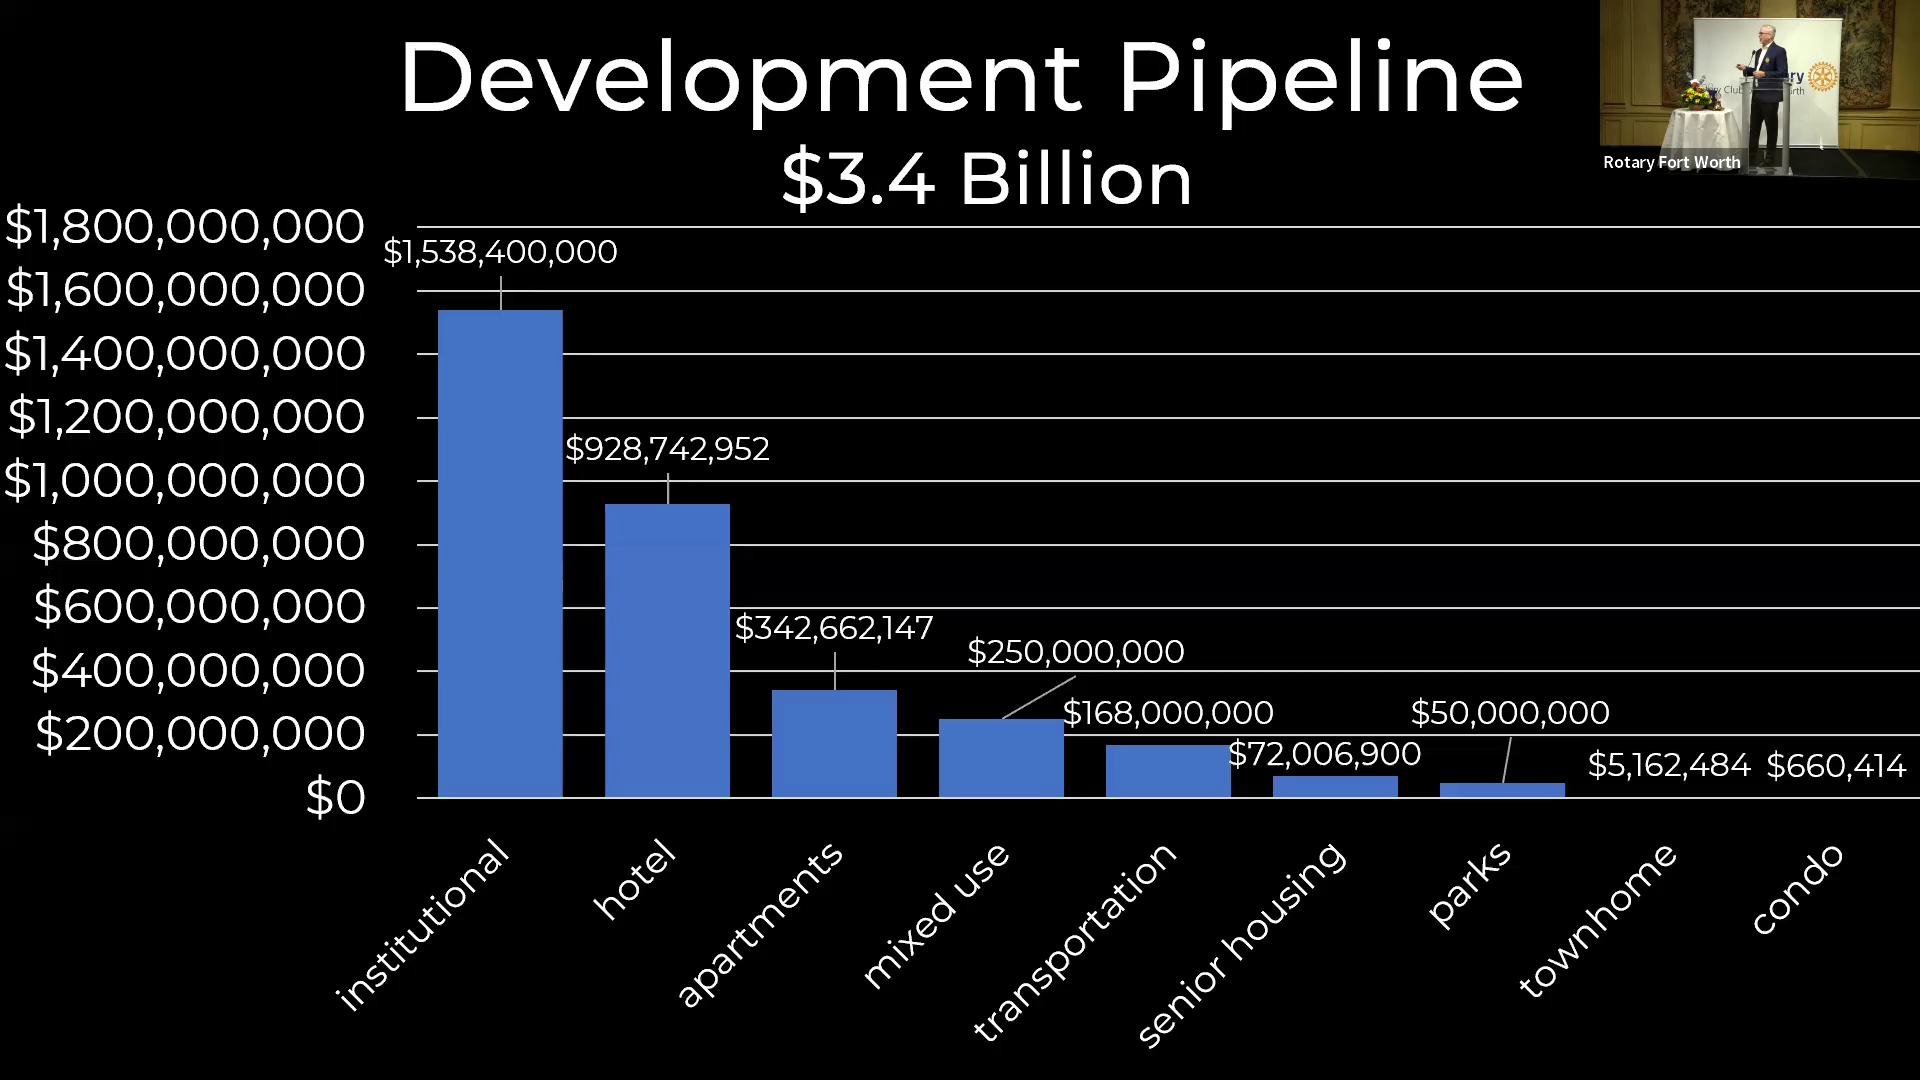 Development Pipeline
$3.4 Billion
$1,800,000,000
$1,600,000,000
$1,400,000,000
$1,200,000,000
$1,000,000,000
$800,000,000
$600,000,000
$400,000,000
$200,000,000
$0
$1,538,400,000
$928,742,952
$342,662,147
$250,000,000
$168,000,000
$72,006,900
$50,000,000
$5,162,484
$660,414
institutional
hotel
apartments
mixed use
transportation
senior housing
parks
townhome
condo
Rotary Fort Worth